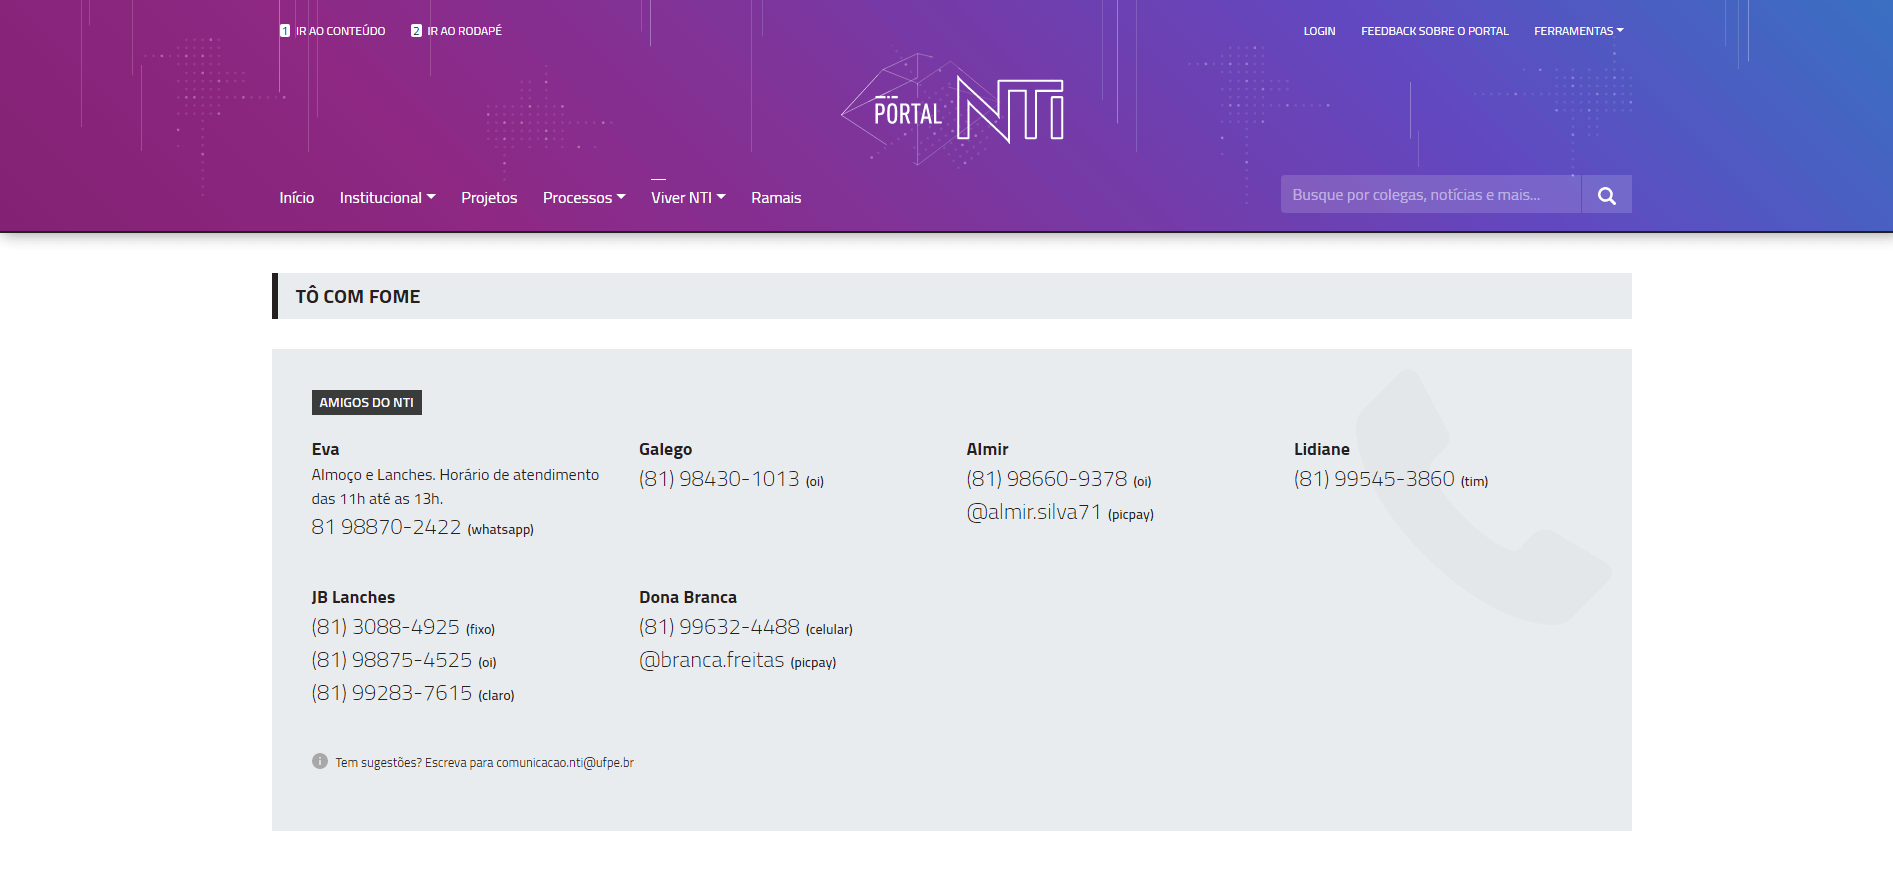 1 IR AO CONTEÚDO 2 IR AO RODAPÉ LOGIN FEEDBACK SOBRE O PORTAL FERRAMENTAS
PORTAL NTI
Início Institucional Projetos Processos Viver NTI Ramais Busque por colegas, notícias e mais...
TÔ COM FOME
AMIGOS DO NTI
Eva
Almoço e Lanches. Horário de atendimento
das 11h até as 13h.
81 98870-2422 (whatsapp)
Galego
(81) 98430-1013 (oi)
Almir
(81) 98660-9378 (oi)
@almir.silva71 (picpay)
Lidiane
(81) 99545-3860 (tim)
JB Lanches
(81) 3088-4925 (fixo)
(81) 98875-4525 (oi)
(81) 99283-7615 (claro)
Dona Branca
(81) 99632-4488 (celular)
@branca.freitas (picpay)
Tem sugestões? Escreva para comunicacao.nti@ufpe.br